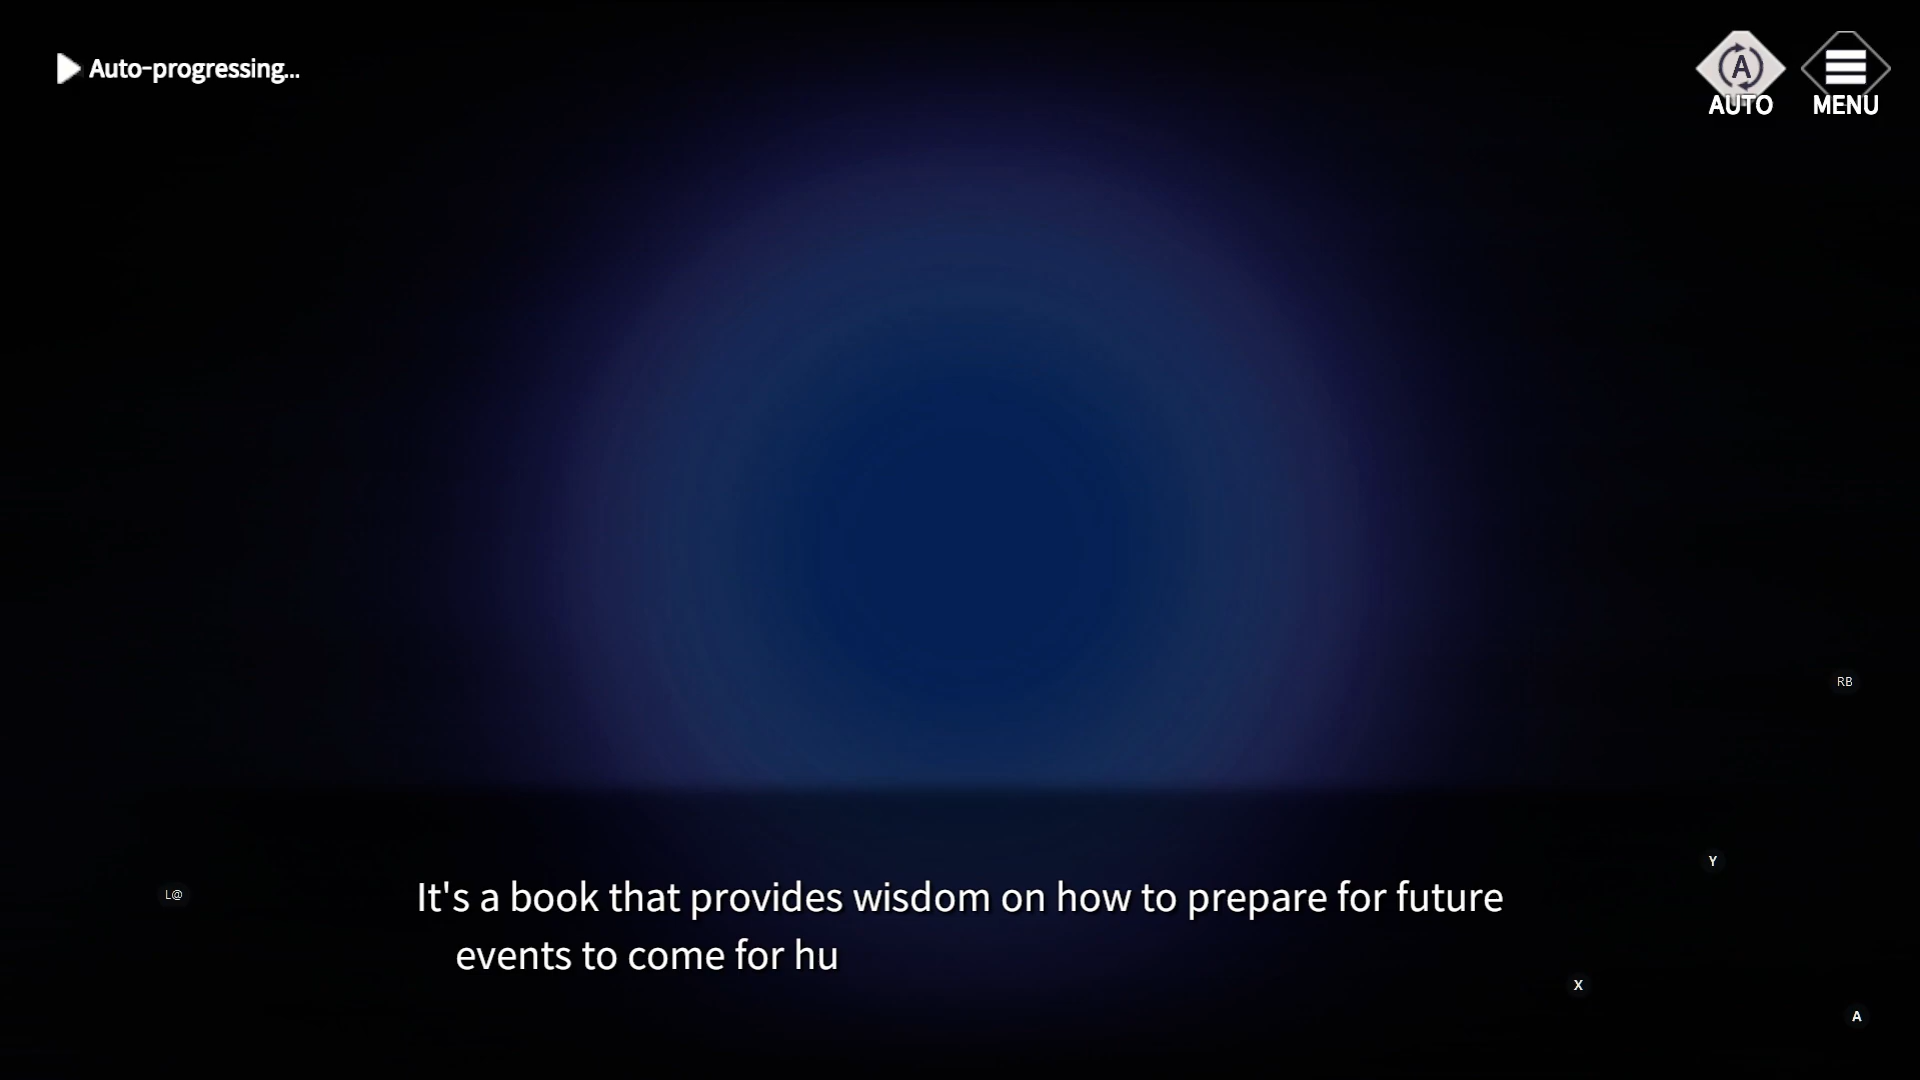 Auto-progressing...
A
AUTO
MENU
RB
Y
L@
It's a book that provides wisdom on how to prepare for future
events to come for hu
X
A